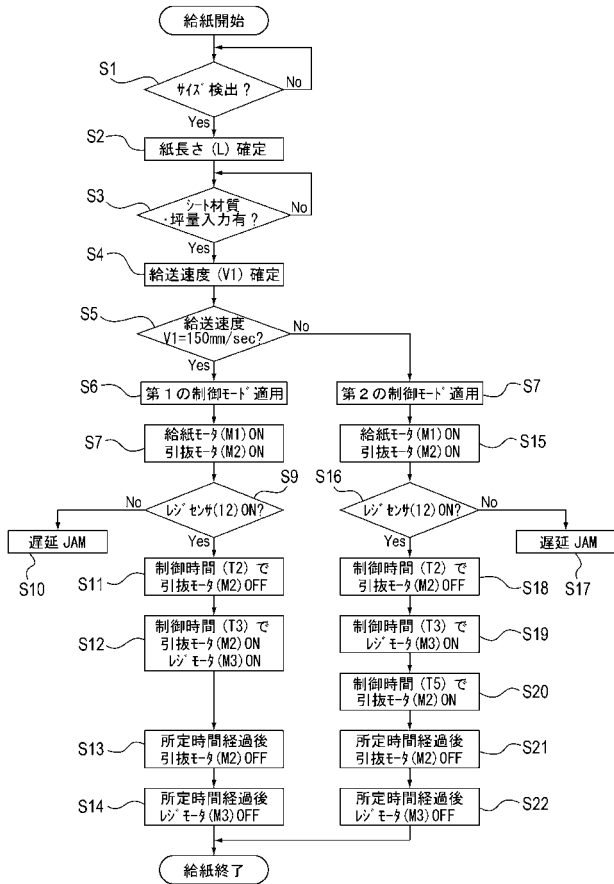 給紙開始
S1
サイズ検出？
No
Yes
S2
紙長さ(L)確定
S3
シート材質
・坪量入力有？
No
Yes
S4
給送速度(V1)確定
S5
給送速度
V1=150mm/sec?
No
Yes
S6
第1の制御モード適用
第2の制御モード適用
S7
S7
給紙モータ(M1)ON
引抜モータ(M2)ON
給紙モータ(M1)ON
引抜モータ(M2)ON
S15
S9
レジセンサ(12)ON?
No
Yes
S16
レジセンサ(12)ON?
No
Yes
遅延JAM
S10
遅延JAM
S17
S11
制御時間(T2)で
引抜モータ(M2)OFF
制御時間(T2)で
引抜モータ(M2)OFF
S18
S12
制御時間(T3)で
引抜モータ(M2)ON
レジモータ(M3)ON
制御時間(T3)で
レジモータ(M3)ON
S19
制御時間(T5)で
引抜モータ(M2)ON
S20
S13
所定時間経過後
引抜モータ(M2)OFF
所定時間経過後
引抜モータ(M2)OFF
S21
S14
所定時間経過後
レジモータ(M3)OFF
所定時間経過後
レジモータ(M3)OFF
S22
給紙終了